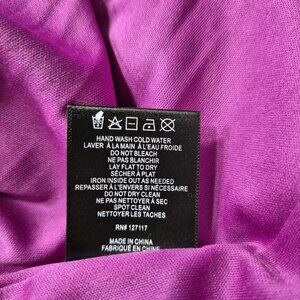 HAND WASH COLD WATER
LAVER À LA MAIN À L'EAU FROIDE
DO NOT BLEACH
NE PAS BLANCHIR
LAY FLAT TO DRY
SÉCHER À PLAT
IRON INSIDE OUT AS NEEDED
REPASSER À L'ENVERS SI NÉCESSAIRE
DO NOT DRY CLEAN
NE PAS NETTOYER À SEC
SPOT CLEAN
NETTOYER LES TACHES
RN# 127117
MADE IN CHINA
FABRIQUÉ EN CHINE